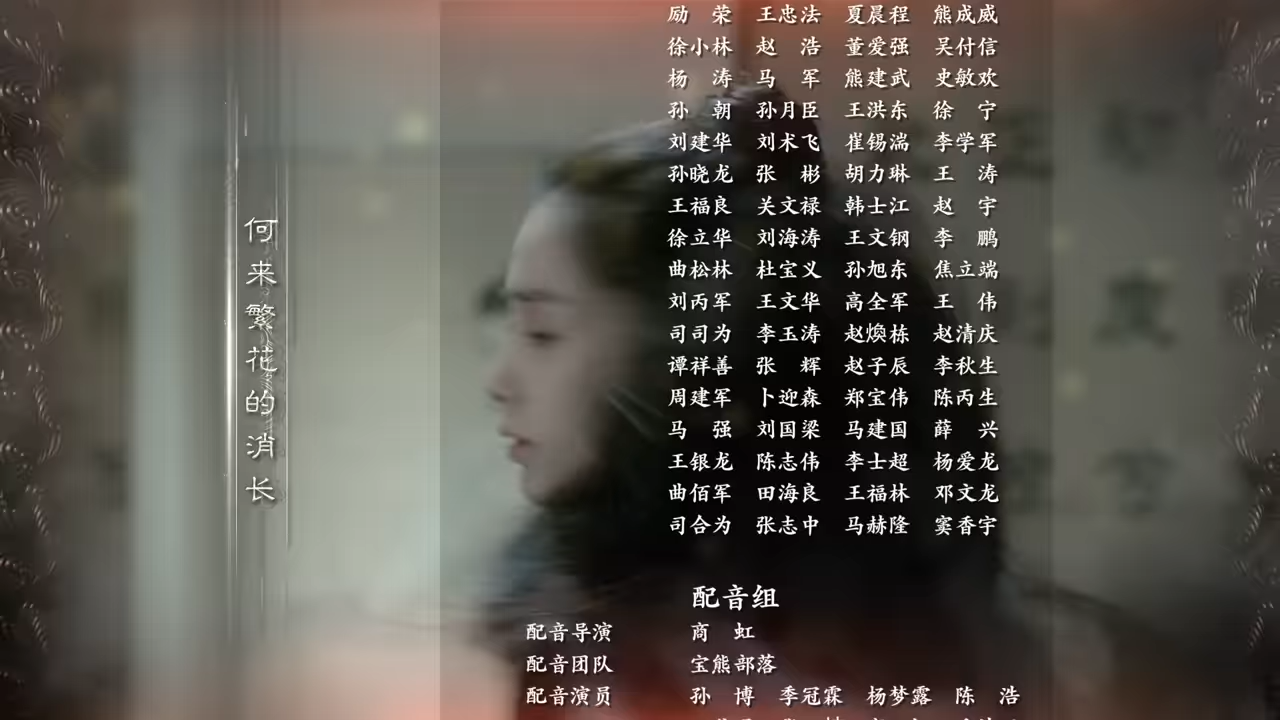 何来繁花的消长
励 荣 王忠法 夏晨程 熊成威
徐小林 赵 浩 董爱强 吴付信
杨 涛 马 军 熊建武 史敏欢
孙 朝 孙月臣 王洪东 徐 宁
刘建华 刘术飞 崔锡湍 李学军
孙晓龙 张 彬 胡力琳 王 涛
王福良 关文禄 韩士江 赵 宇
徐立华 刘海涛 王文钢 李 鹏
曲松林 杜宝义 孙旭东 焦立端
刘丙军 王文华 高全军 王 伟
司司为 李玉涛 赵焕栋 赵清庆
谭祥善 张 辉 赵子辰 李秋生
周建军 卜迎森 郑宝伟 陈丙生
马 强 刘国梁 马建国 薛 兴
王银龙 陈志伟 李士超 杨爱龙
曲佰军 田海良 王福林 邓文龙
司合为 张志中 马赫隆 窦香宇
配音组
配音导演 商 虹
配音团队 宝熊部落
配音演员 孙 博 季冠霖 杨梦露 陈 浩